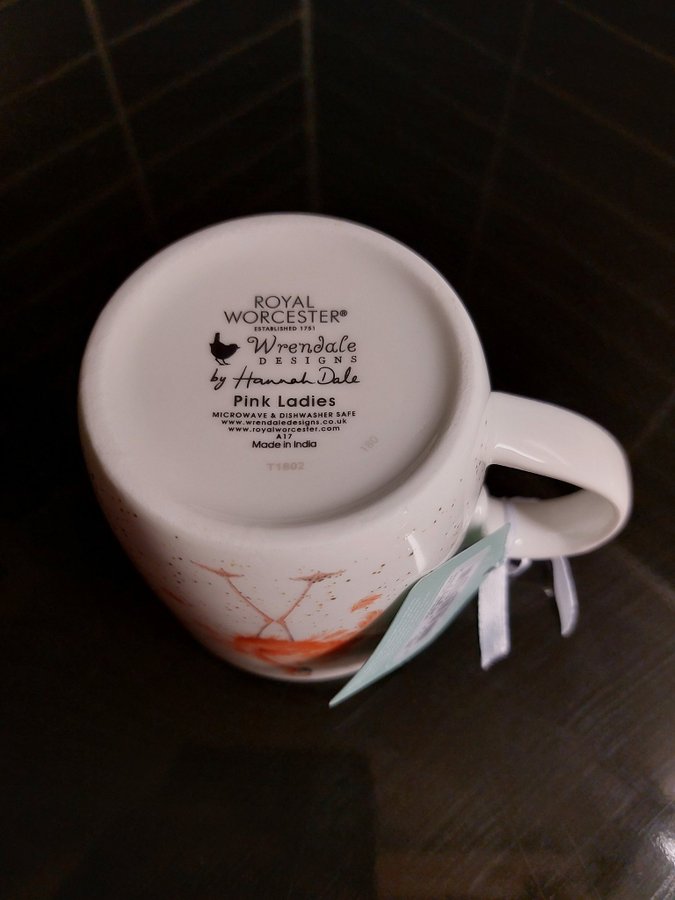 ROYAL
WORCESTER®
ESTABLISHED 1751
Wrendale
DESIGNS
by Hannah Dale
Pink Ladies
MICROWAVE & DISHWASHER SAFE
www.wrendaledesigns.co.uk
www.royalworcester.com
A17
Made in India
180
T1802